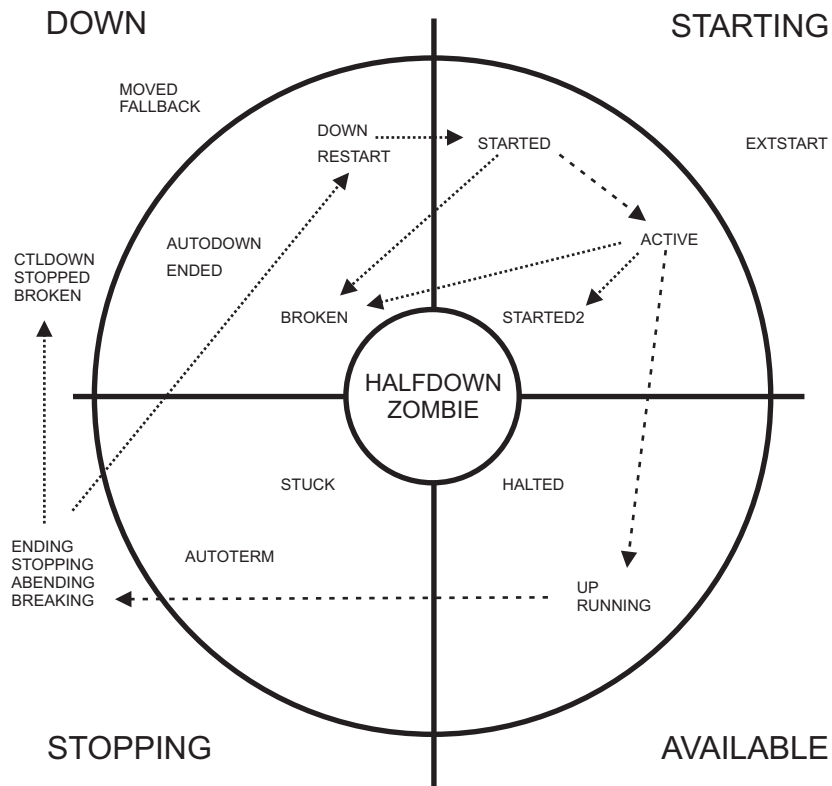 DOWN
STARTING
MOVED
FALLBACK
DOWN
RESTART
STARTED
EXTSTART
AUTODOWN
ENDED
ACTIVE
CTLDOWN
STOPPED
BROKEN
BROKEN
STARTED2
HALFDOWN
ZOMBIE
STUCK
HALTED
ENDING
STOPPING
ABENDING
BREAKING
AUTOTERM
UP
RUNNING
STOPPING
AVAILABLE